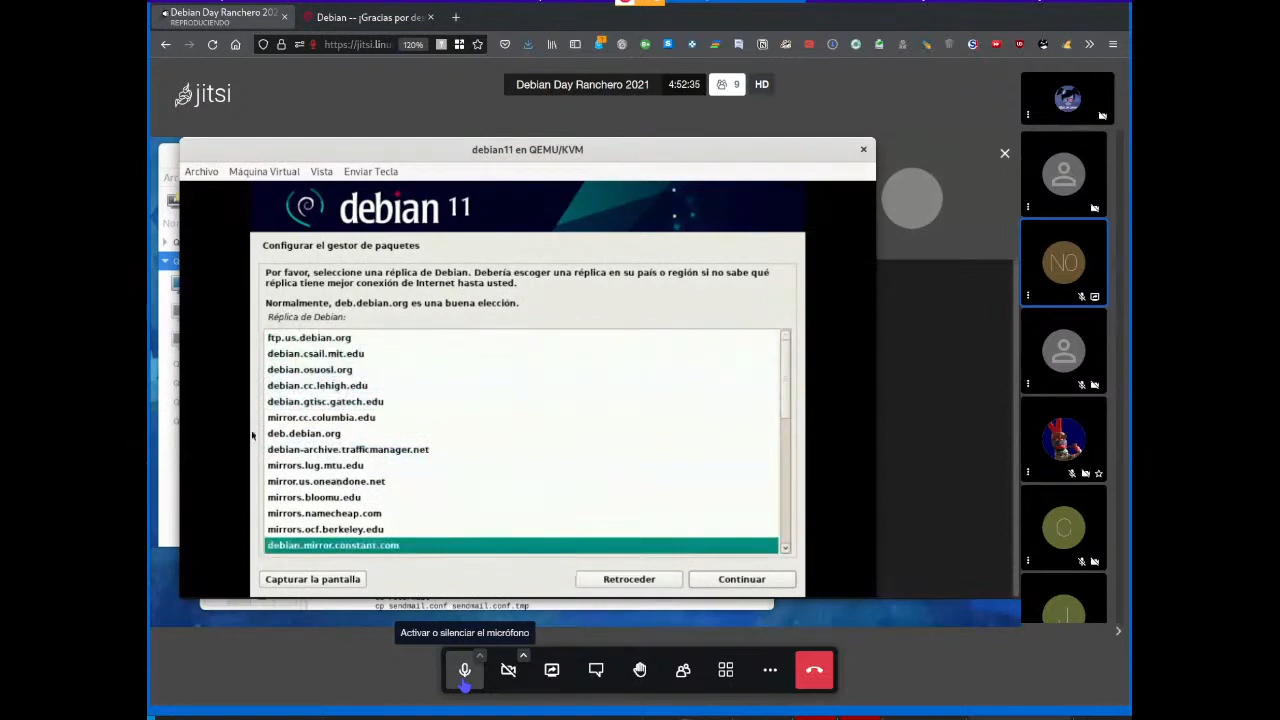 Debian Day Ranchero 202
REPRODUCIENDO
Debian -- ¡Gracias por de
https://jitsi.linu
120%
jitsi
Debian Day Ranchero 2021
4:52:35
9
HD
debian11 en QEMU/KVM
Archivo
Máquina Virtual
Vista
Enviar Tecla
debian 11
Configurar el gestor de paquetes
Por favor, seleccione una réplica de Debian. Debería escoger una réplica en su país o región si no sabe qué
réplica tiene mejor conexión de Internet hasta usted.
Normalmente, deb.debian.org es una buena elección.
Réplica de Debian:
ftp.us.debian.org
debian.csail.mit.edu
debian.osuosl.org
debian.cc.lehigh.edu
debian.gtisc.gatech.edu
mirror.cc.columbia.edu
deb.debian.org
debian-archive.trafficmanager.net
mirrors.lug.mtu.edu
mirror.us.oneandone.net
mirrors.bloomu.edu
mirrors.namecheap.com
mirrors.ocf.berkeley.edu
debian.mirror.constant.com
Capturar la pantalla
Retroceder
Continuar
cp sendmail.conf sendmail.conf.tmp
Activar o silenciar el micrófono
NO
C
J